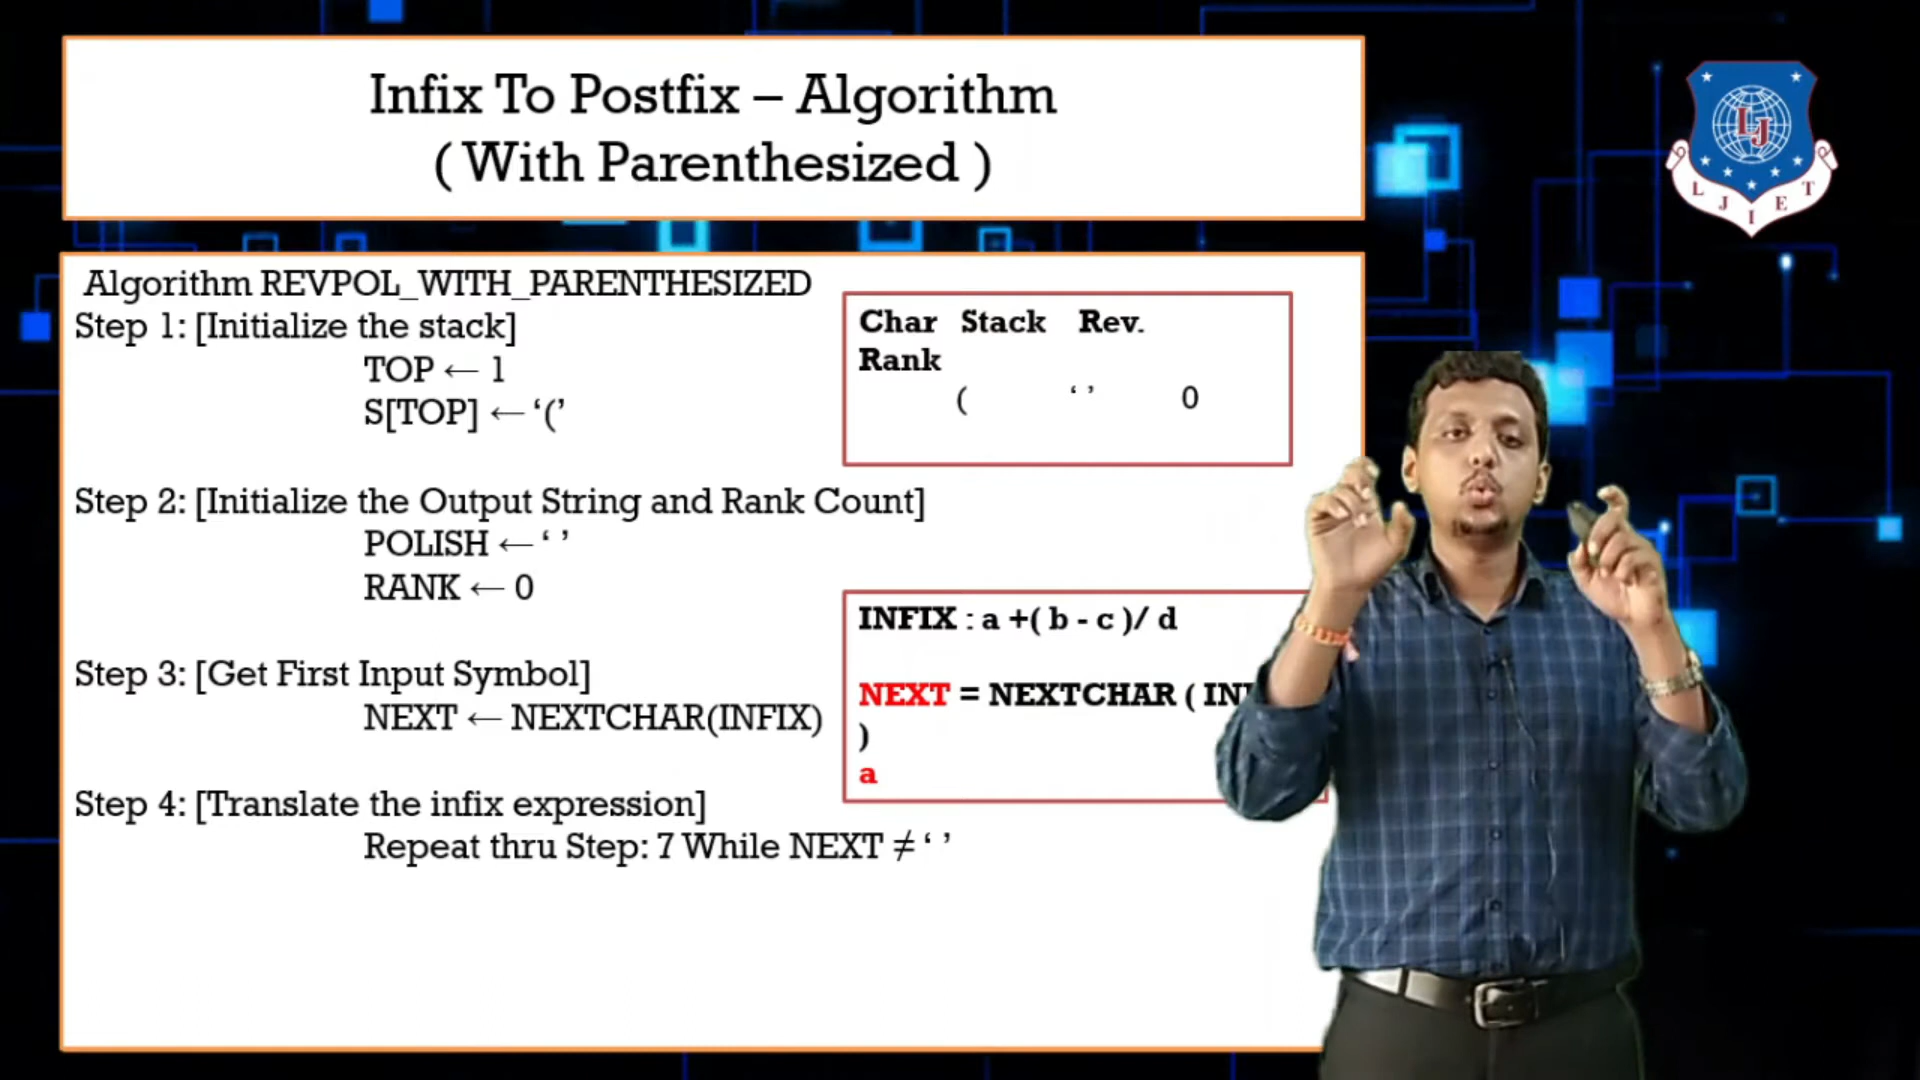 Infix To Postfix – Algorithm
( With Parenthesized )
L J I E T
LJ
Algorithm REVPOL_WITH_PARENTHESIZED
Step 1: [Initialize the stack]
TOP ← 1
S[TOP] ← ‘(’
Char Stack Rev.
Rank
( ‘ ’ 0
Step 2: [Initialize the Output String and Rank Count]
POLISH ← ‘ ’
RANK ← 0
Step 3: [Get First Input Symbol]
NEXT ← NEXTCHAR(INFIX)
INFIX : a +( b - c )/ d
NEXT = NEXTCHAR (
)
a
Step 4: [Translate the infix expression]
Repeat thru Step: 7 While NEXT ≠ ‘ ’